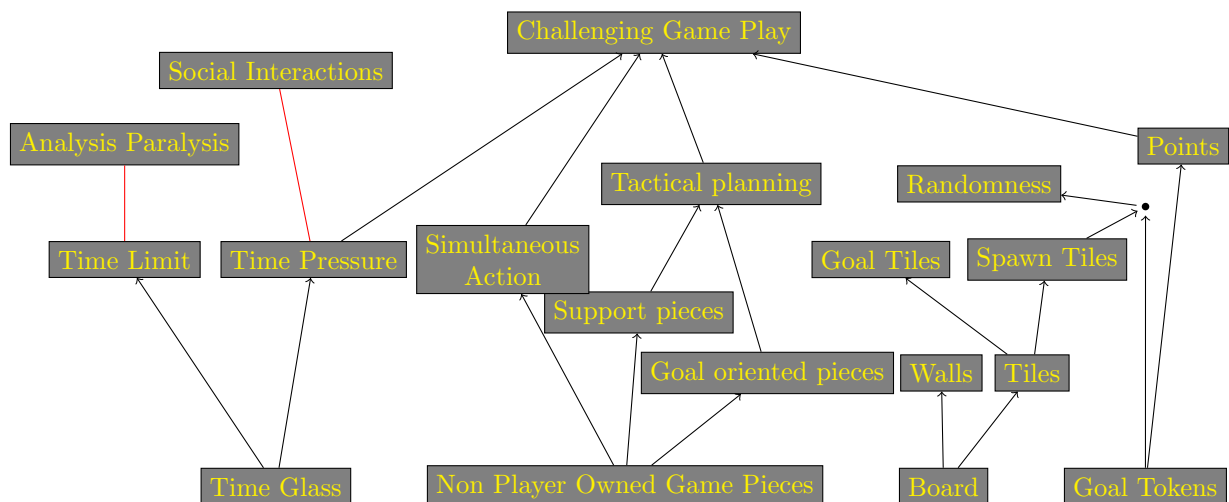 Challenging Game Play
Social Interactions
Analysis Paralysis
Points
Tactical planning
Randomness
Time Limit
Time Pressure
Simultaneous
Action
Goal Tiles
Spawn Tiles
Support pieces
Goal oriented pieces
Walls
Tiles
Time Glass
Non Player Owned Game Pieces
Board
Goal Tokens